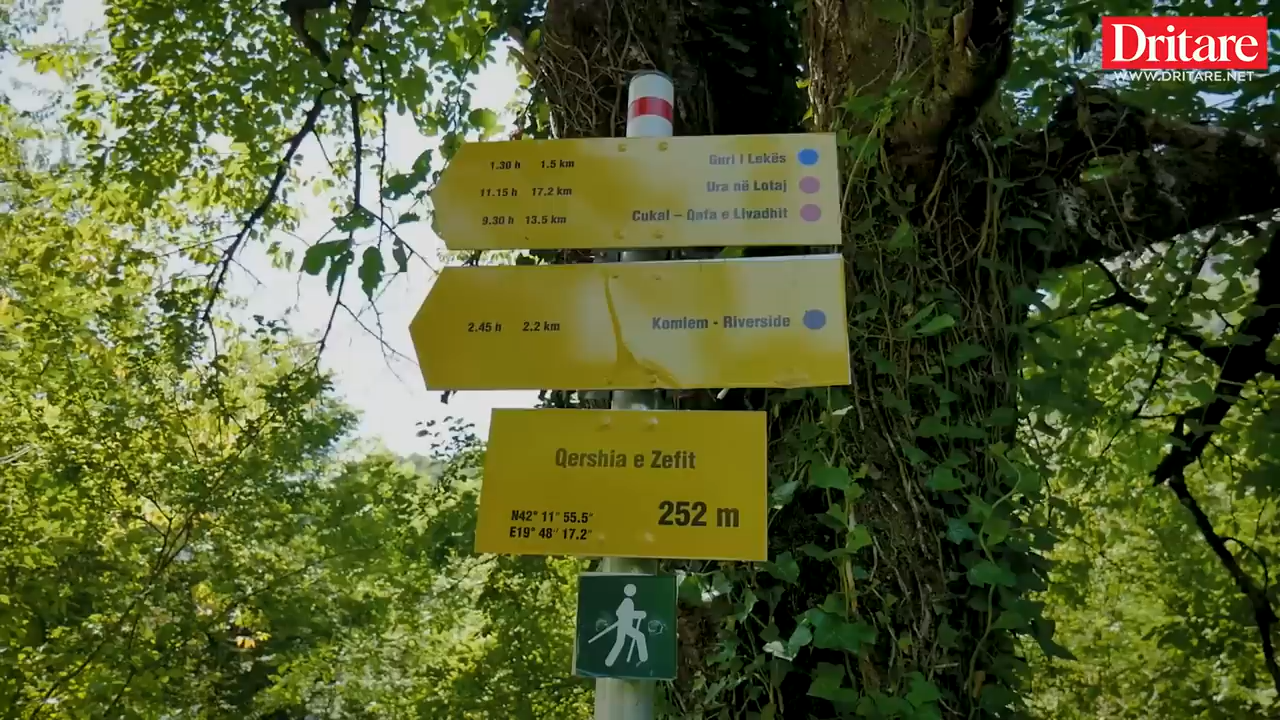 Dritare
WWW.DRITARE.NET
1.30 h 1.5 km Guri I Lekës
11.15 h 17.2 km Ura në Lotaj
9.30 h 13.5 km Cukal – Qafa e Livadhit
2.45 h 2.2 km Komlem - Riverside
Qershia e Zefit
N42° 11" 55.5" 252 m
E19° 48" 17.2"